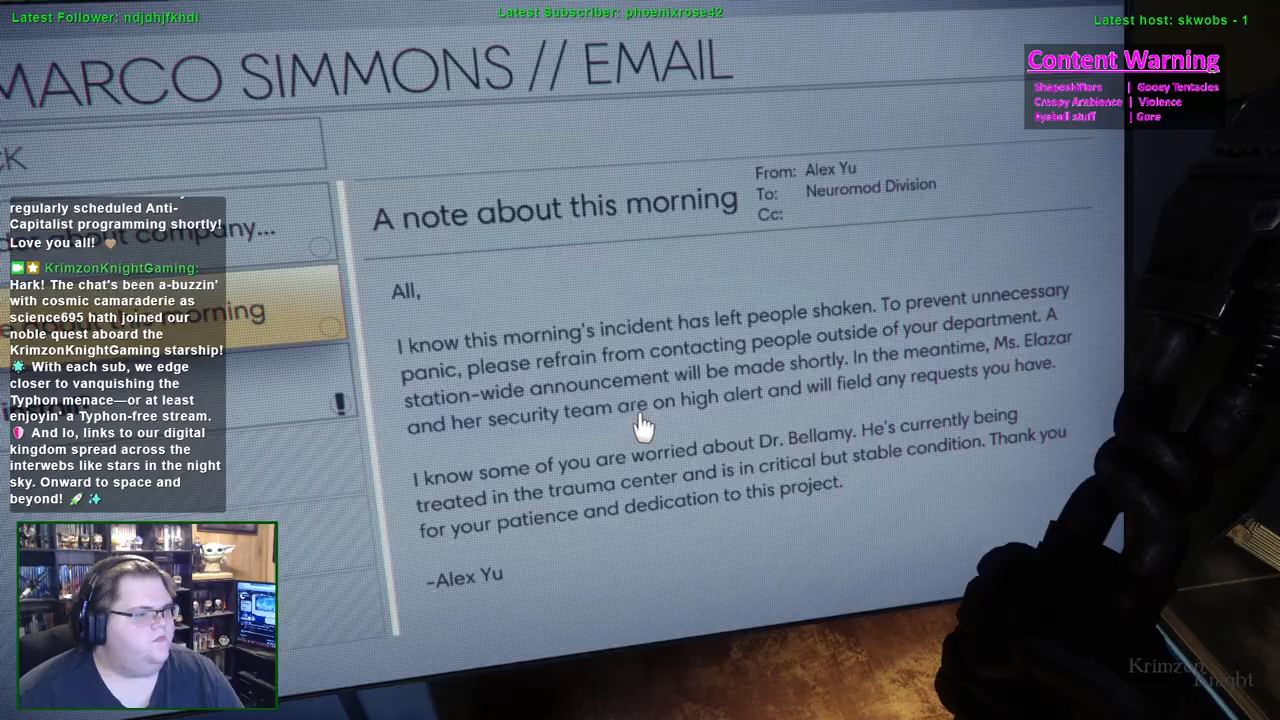 Latest Follower: ndjdhjfkhdi
Latest Subscriber: phoenixrose42
Latest host: skwobs - 1
MARCO SIMMONS // EMAIL
Content Warning
Shapeshifters | Gooey Tentacles
Creepy Ambience | Violence
Eyeball stuff | Gore
CK
From: Alex Yu
To: Neuromod Division
Cc:
A note about this morning
company...
morning
!
All,
I know this morning's incident has left people shaken. To prevent unnecessary
panic, please refrain from contacting people outside of your department. A
station-wide announcement will be made shortly. In the meantime, Ms. Elazar
and her security team are on high alert and will field any requests you have.
I know some of you are worried about Dr. Bellamy. He's currently being
treated in the trauma center and is in critical but stable condition. Thank you
for your patience and dedication to this project.
-Alex Yu
regularly scheduled Anti-
Capitalist programming shortly!
Love you all!
KrimzonKnightGaming:
Hark! The chat's been a-buzzin'
with cosmic camaraderie as
science695 hath joined our
noble quest aboard the
KrimzonKnightGaming starship!
With each sub, we edge
closer to vanquishing the
Typhon menace—or at least
enjoyin' a Typhon-free stream.
And lo, links to our digital
kingdom spread across the
interwebs like stars in the night
sky. Onward to space and
beyond!
Krimzon
Knight